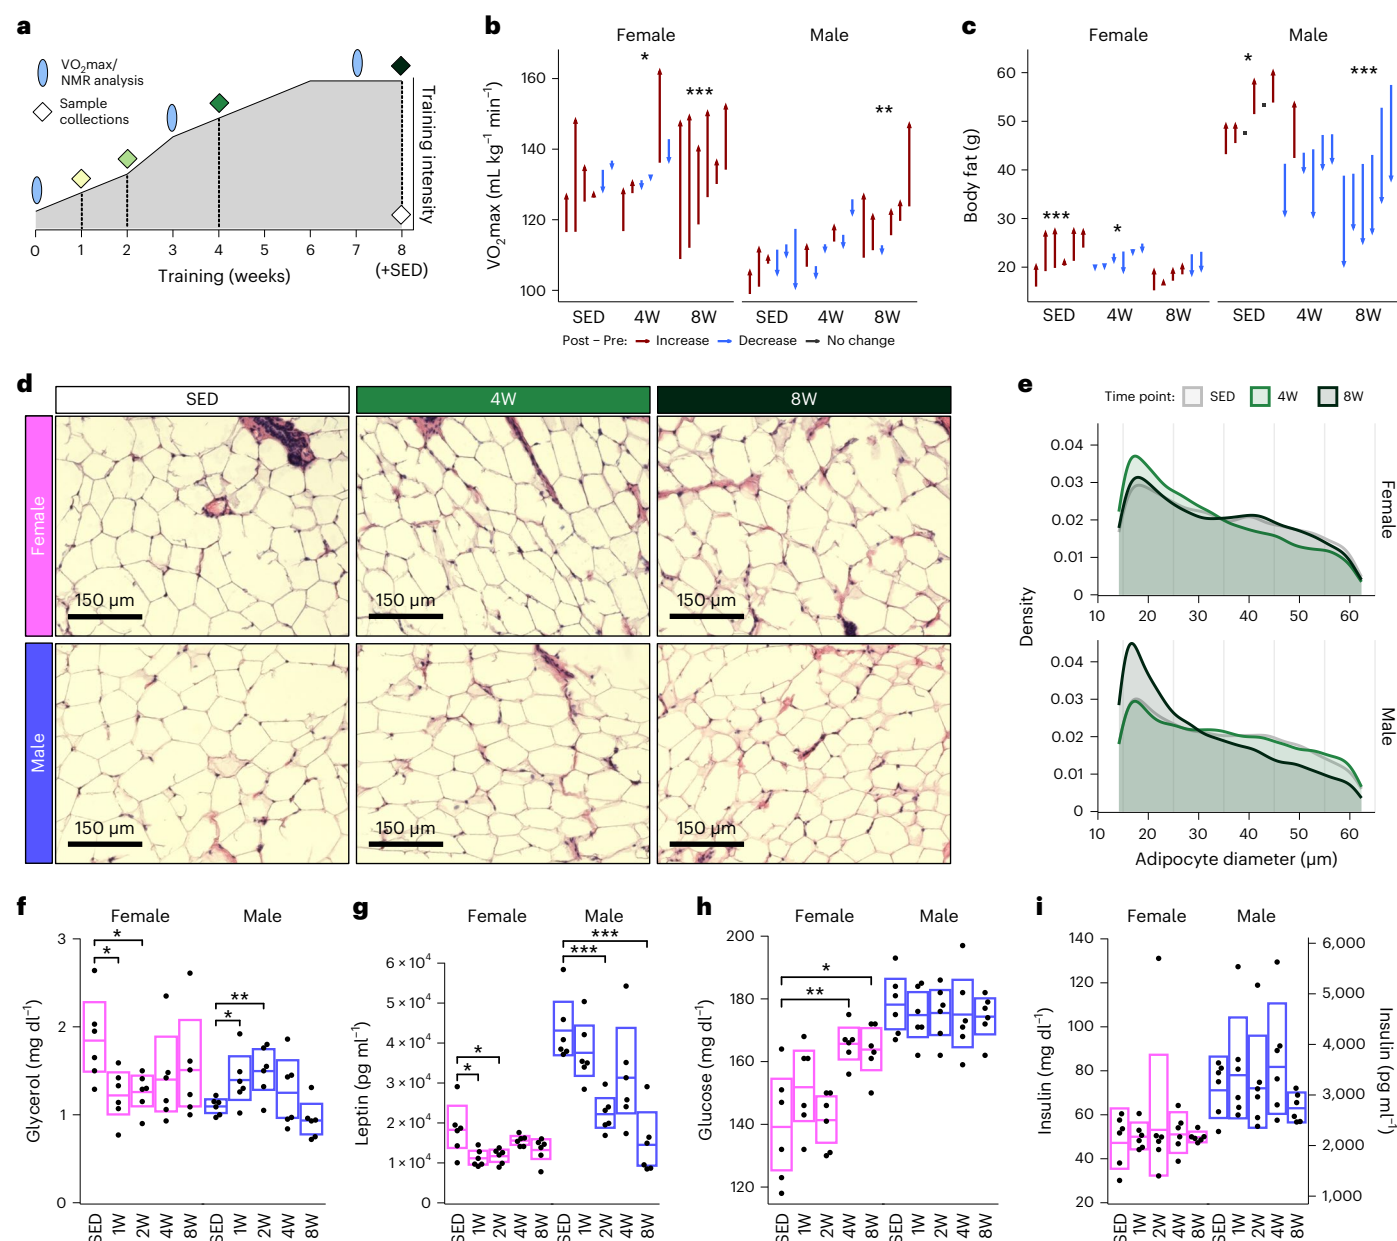 a
VO2max/
NMR analysis
Sample
collections
Training intensity
0 1 2 3 4 5 6 7 8
(+SED)
Training (weeks)
b
Female Male
VO2max (mL kg−1 min−1)
160
140
120
100
* *** **
SED 4W 8W SED 4W 8W
Post – Pre: Increase Decrease No change
c
Female Male
Body fat (g)
60
50
40
30
20
*** * * ***
SED 4W 8W SED 4W 8W
d
SED 4W 8W
Female
150 µm 150 µm 150 µm
Male
150 µm 150 µm 150 µm
e
Time point: SED 4W 8W
Density
0.04
0.03
0.02
0.01
0
10 20 30 40 50 60
Female
0.04
0.03
0.02
0.01
0
10 20 30 40 50 60
Male
Adipocyte diameter (µm)
f
Female Male
Glycerol (mg dl−1)
3
2
1
0
* * * **
SED 1W 2W 4W 8W SED 1W 2W 4W 8W
g
Female Male
Leptin (pg ml−1)
6 × 10⁴
5 × 10⁴
4 × 10⁴
3 × 10⁴
2 × 10⁴
1 × 10⁴
0
* * *** ***
SED 1W 2W 4W 8W SED 1W 2W 4W 8W
h
Female Male
Glucose (mg dl−1)
200
180
160
140
120
* **
SED 1W 2W 4W 8W SED 1W 2W 4W 8W
i
Female Male
Insulin (mg dl−1)
140
120
100
80
60
40
20
6,000
5,000
4,000
3,000
2,000
1,000
Insulin (pg ml−1)
SED 1W 2W 4W 8W SED 1W 2W 4W 8W